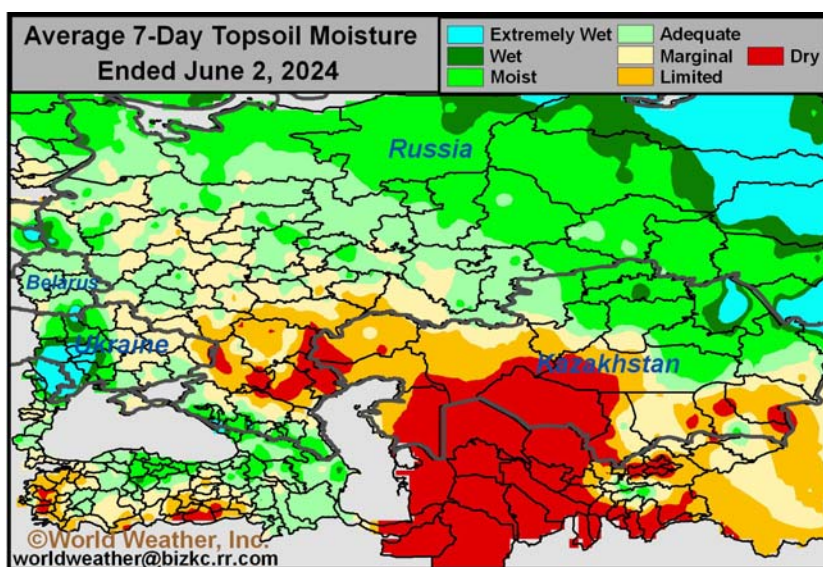 Average 7-Day Topsoil Moisture
Ended June 2, 2024
Extremely Wet
Wet
Moist
Adequate
Marginal
Limited
Dry
Russia
Belarus
Ukraine
Kazakhstan
©World Weather, Inc.
worldweather@bizkc.rr.com